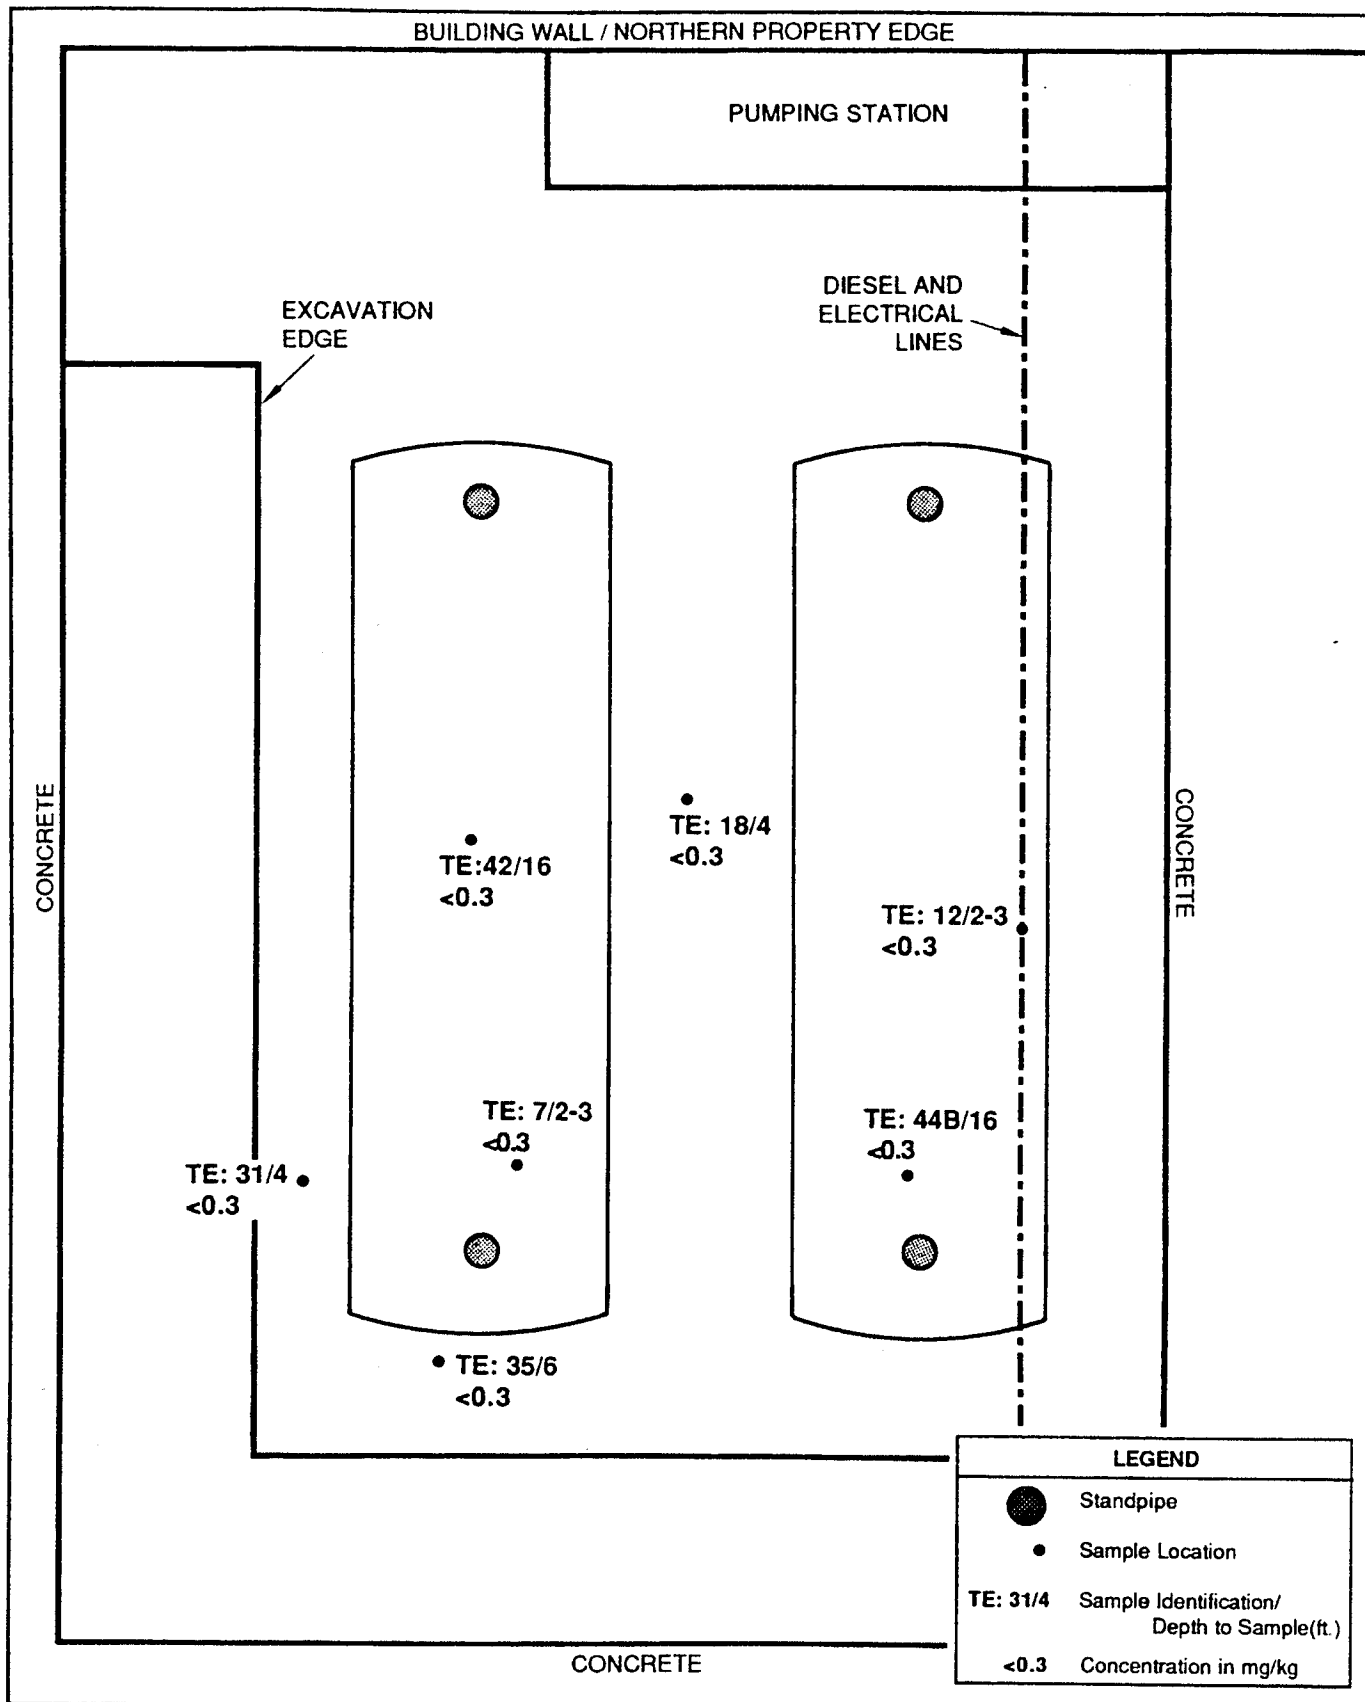 BUILDING WALL / NORTHERN PROPERTY EDGE
PUMPING STATION
DIESEL AND
ELECTRICAL
LINES
EXCAVATION
EDGE
CONCRETE
CONCRETE
TE: 18/4
<0.3
TE:42/16
<0.3
TE: 12/2-3
<0.3
TE: 7/2-3
<0.3
TE: 44B/16
<0.3
TE: 31/4
<0.3
TE: 35/6
<0.3
LEGEND
Standpipe
Sample Location
TE: 31/4 Sample Identification/
Depth to Sample(ft.)
<0.3 Concentration in mg/kg
CONCRETE